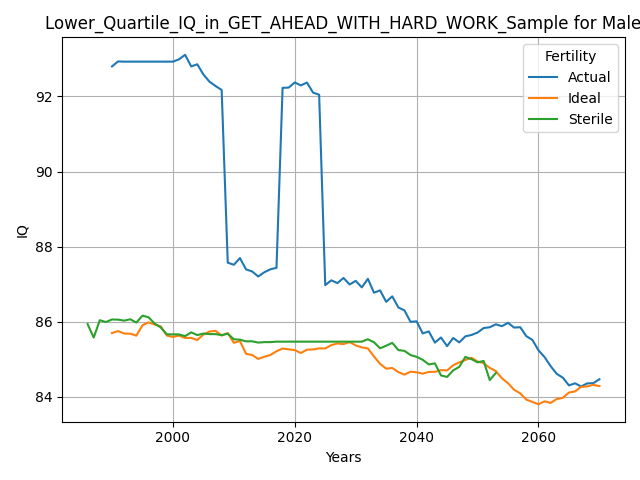 Lower_Quartile_IQ_in_GET_AHEAD_WITH_HARD_WORK_Sample for Male
Fertility
Actual
Ideal
Sterile
92
90
88
86
84
IQ
2000
2020
2040
2060
Years